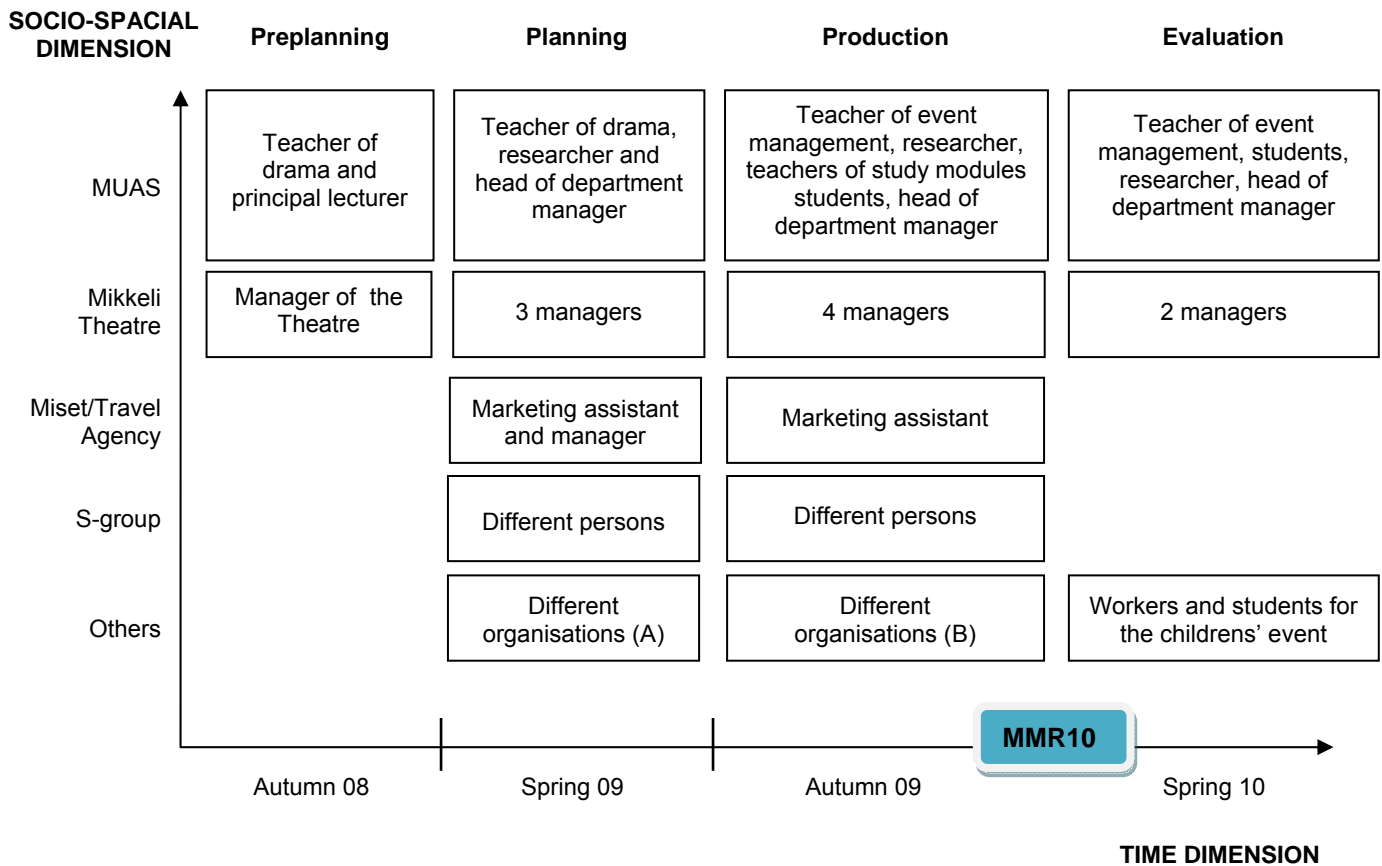 SOCIO-SPACIAL
DIMENSION
Preplanning
Planning
Production
Evaluation
MUAS
Teacher of
drama and
principal lecturer
Teacher of drama,
researcher and
head of department
manager
Teacher of event
management, researcher,
teachers of study modules
students, head of
department manager
Teacher of event
management, students,
researcher, head of
department manager
Mikkeli
Theatre
Manager of the
Theatre
3 managers
4 managers
2 managers
Miset/Travel
Agency
Marketing assistant
and manager
Marketing assistant
S-group
Different persons
Different persons
Others
Different
organisations (A)
Different
organisations (B)
Workers and students for
the childrens’ event
MMR10
Autumn 08
Spring 09
Autumn 09
Spring 10
TIME DIMENSION